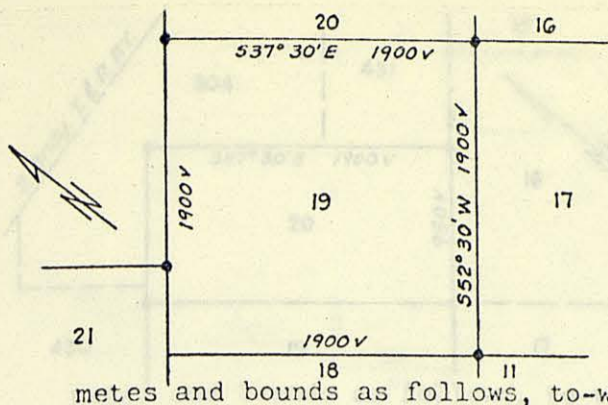 20 16
S37° 30'E 1900 V
1900 V
19
S52° 30'W 1900 V
17
21
1900 V
18 11
metes and bounds as follows, to-w